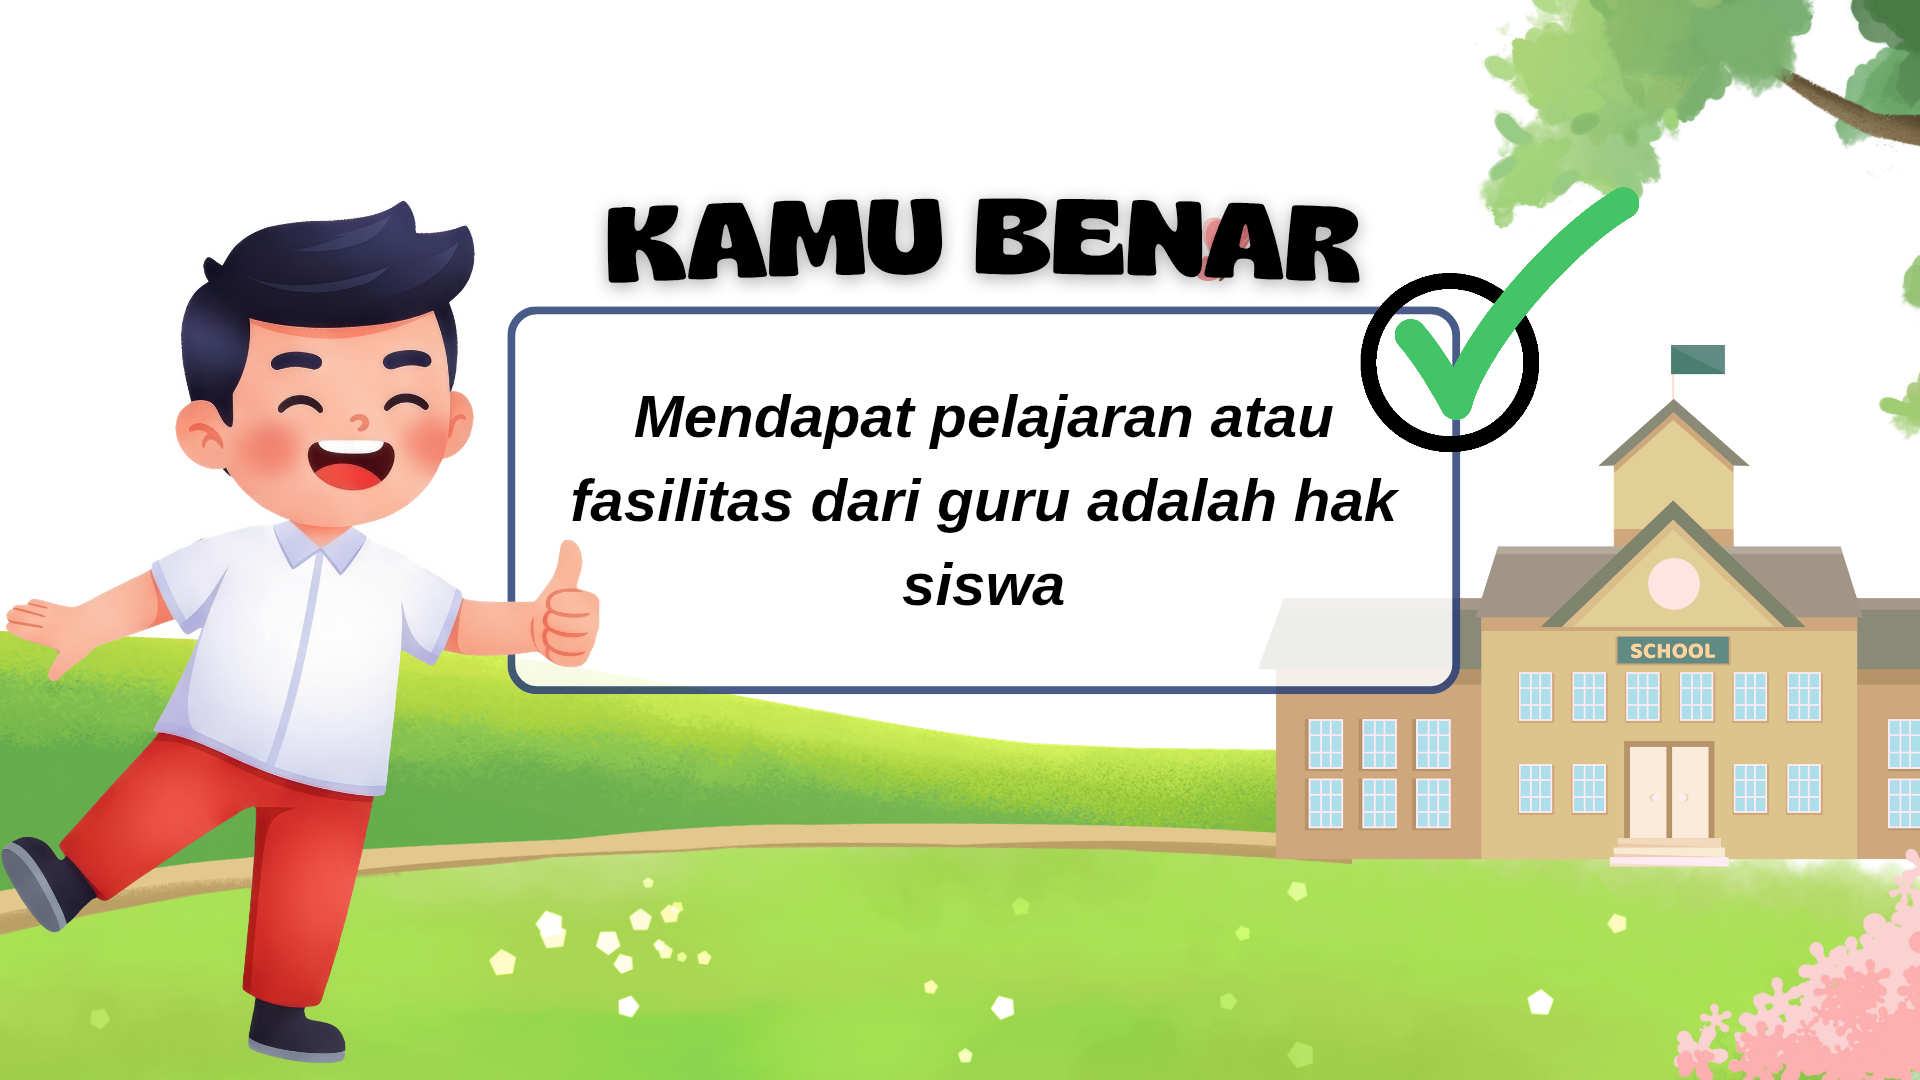 KAMU BENAR
Mendapat pelajaran atau
fasilitas dari guru adalah hak
siswa
SCHOOL